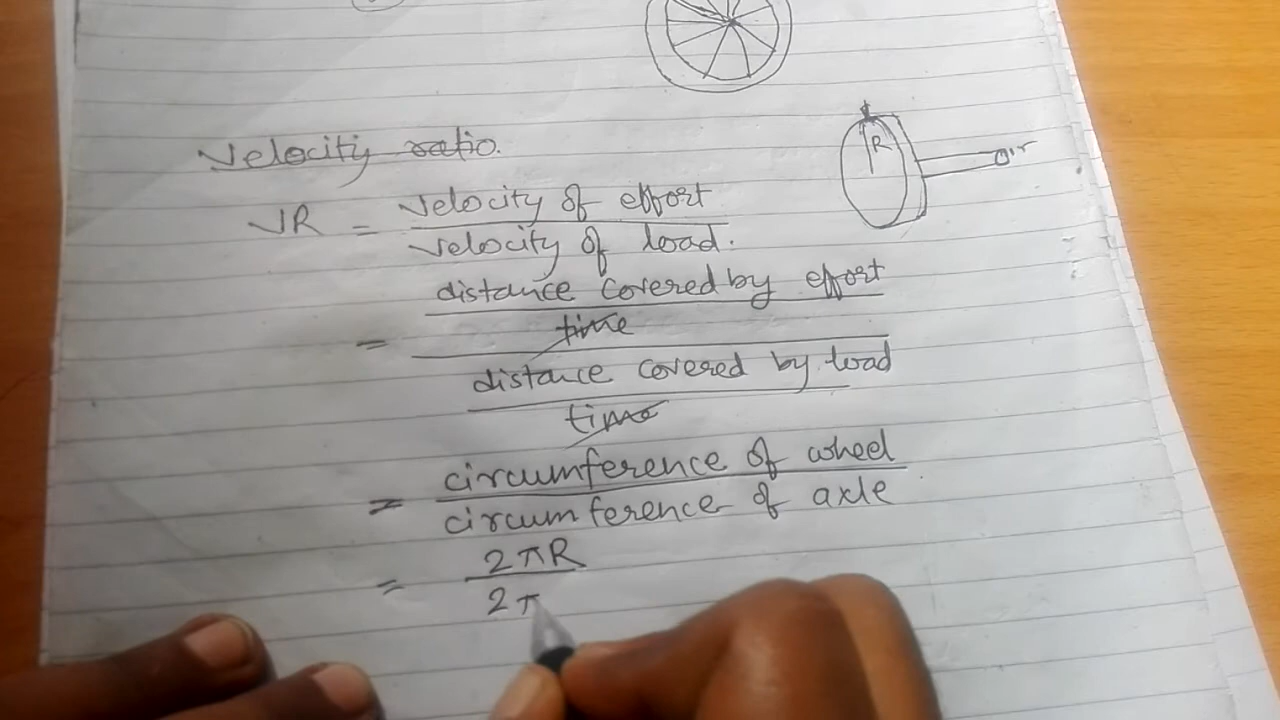 Velocity ratio.
R
r
VR = velocity of effort
velocity of load.
distance covered by effort
= time
distance covered by load
time
= circumference of wheel
circumference of axle
= 2πR
2π